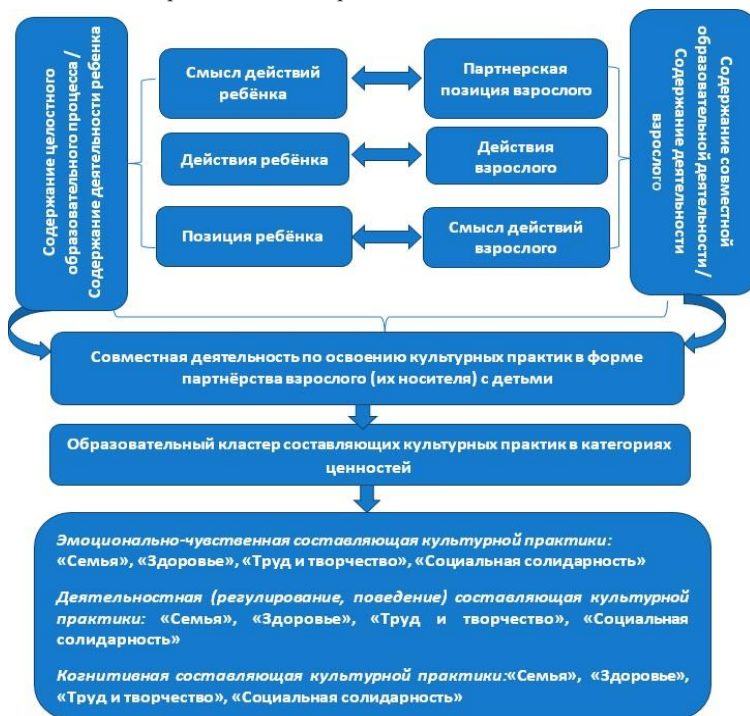 Содержание целостного
образовательного процесса /
Содержание деятельности ребенка
Смысл действий
ребёнка
Партнерская
позиция взрослого
Действия ребёнка
Действия
взрослого
Позиция ребёнка
Смысл действий
взрослого
Содержание совместной
образовательной деятельности/
Содержание деятельности
взрослого
Совместная деятельность по освоению культурных практик в форме
партнёрства взрослого (их носителя) с детьми
Образовательный кластер составляющих культурных практик в категориях
ценностей
Эмоционально-чувственная составляющая культурной практики:
«Семья», «Здоровье», «Труд и творчество», «Социальная солидарность»
Деятельностная (регулирование, поведение) составляющая культурной
практики: «Семья», «Здоровье», «Труд и творчество», «Социальная
солидарность»
Когнитивная составляющая культурной практики:«Семья», «Здоровье»,
«Труд и творчество», «Социальная солидарность»